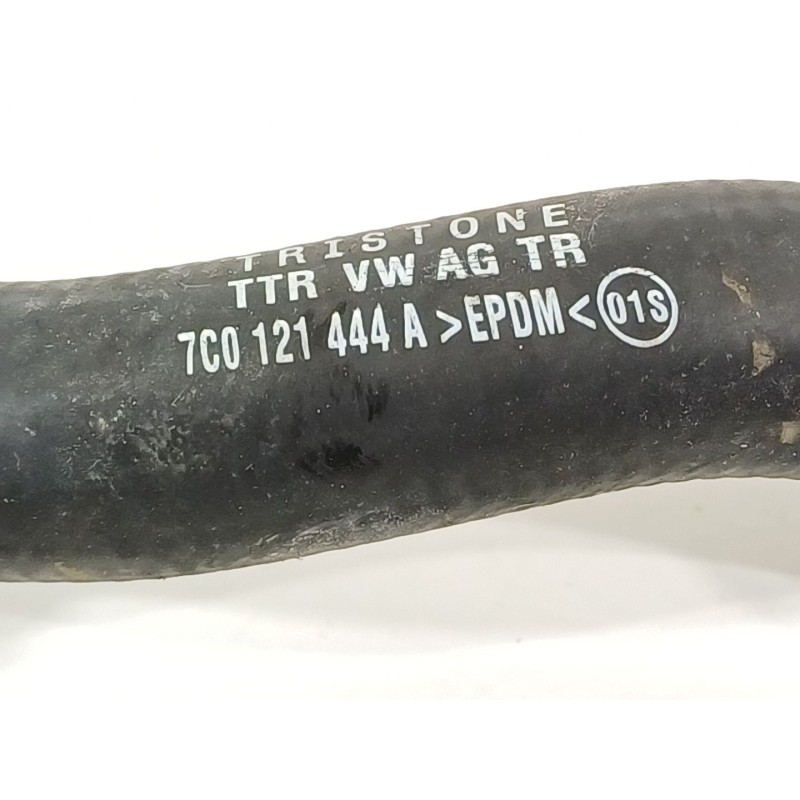 TRISTONE
TTR VW AG TR
7C0 121 444 A >EPDM< 01S